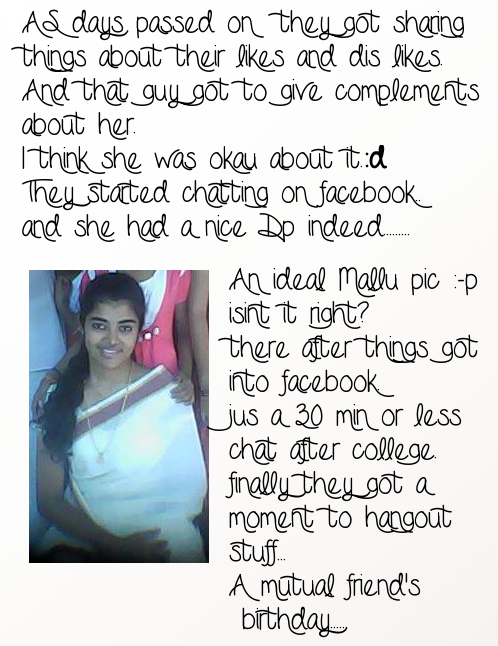 AS days passed on they got sharing
things about their likes and dis likes.
And that guy got to give complements
about her.
I think she was okau about it.:d
They started chatting on facebook.
and she had a nice Dp indeed........
An ideal Mallu pic :-p
isint it right?
there after things got
into facebook
jus a 30 min or less
chat after college.
finally they got a
moment to hangout
stuff...
A mutual friend's
birthday.....